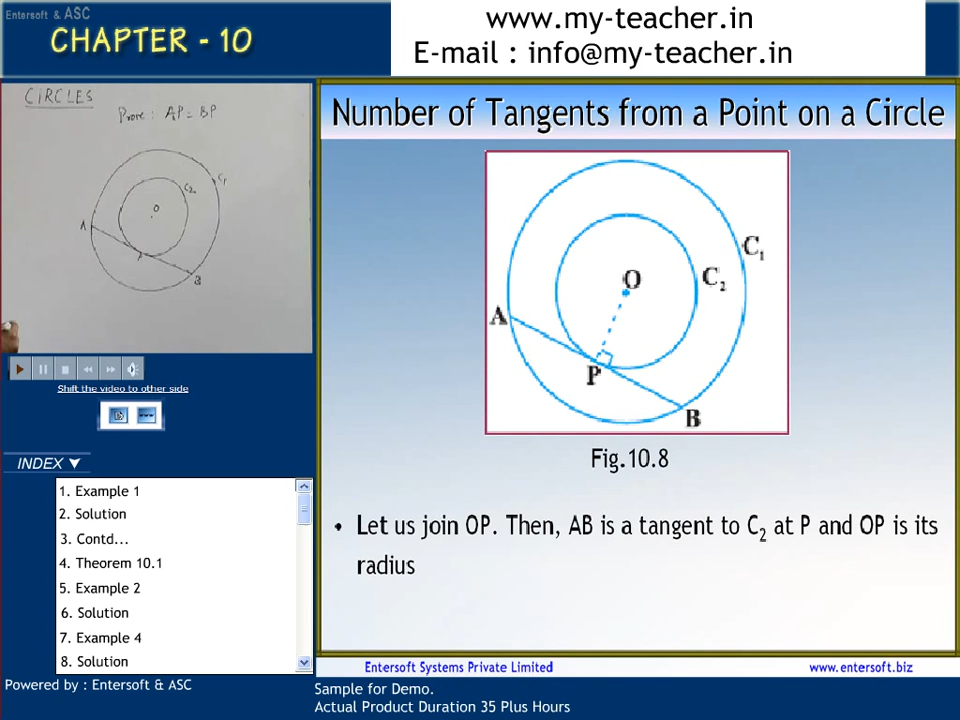 Entersoft & ASC
CHAPTER - 10
www.my-teacher.in
E-mail : info@my-teacher.in
CIRCLES
Prove : AP = BP
C1
C2
O
A
P
B
Shift the video to other side
INDEX ▼
1. Example 1
2. Solution
3. Contd...
4. Theorem 10.1
5. Example 2
6. Solution
7. Example 4
8. Solution
Powered by : Entersoft & ASC
Number of Tangents from a Point on a Circle
C1
O
C2
A
P
B
Fig.10.8
• Let us join OP. Then, AB is a tangent to C2 at P and OP is its
radius
Entersoft Systems Private Limited
www.entersoft.biz
Sample for Demo.
Actual Product Duration 35 Plus Hours